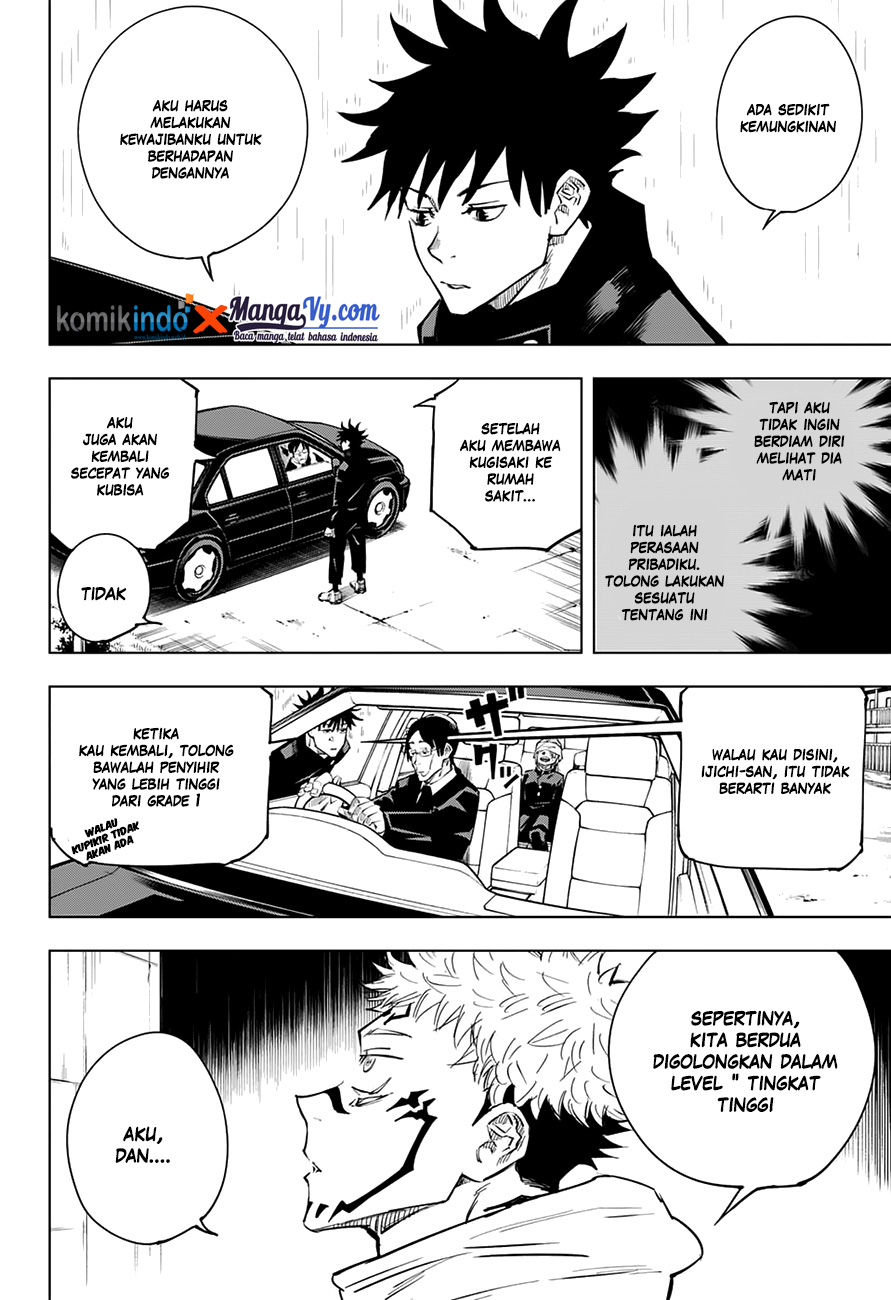 ADA SEDIKIT
KEMUNGKINAN
AKU HARUS
MELAKUKAN
KEWAJIBANKU UNTUK
BERHADAPAN
DENGANNYA
komikindo
MangaVy.com
Baca manga telat bahasa indonesia
TAPI AKU
TIDAK INGIN
BERDIAM DIRI
MELIHAT DIA
MATI
ITU IALAH
PERASAAN
PRIBADIKU.
TOLONG LAKUKAN
SESUATU
TENTANG INI
SETELAH
AKU MEMBAWA
KUGISAKI KE
RUMAH
SAKIT...
AKU
JUGA AKAN
KEMBALI
SECEPAT YANG
KUBISA
TIDAK
WALAU KAU DISINI,
IJICHI-SAN, ITU TIDAK
BERARTI BANYAK
KETIKA
KAU KEMBALI, TOLONG
BAWALAH PENYIHIR
YANG LEBIH TINGGI
DARI GRADE 1
WALAU
KUPIKIR TIDAK
AKAN ADA
SEPERTINYA,
KITA BERDUA
DIGOLONGKAN DALAM
LEVEL " TINGKAT
TINGGI
AKU,
DAN....